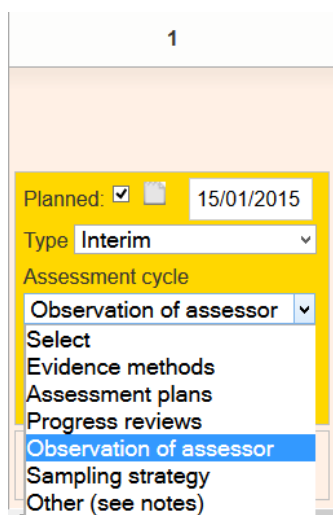 1
Planned: 15/01/2015
Type Interim
Assessment cycle
Observation of assessor
Select
Evidence methods
Assessment plans
Progress reviews
Observation of assessor
Sampling strategy
Other (see notes)